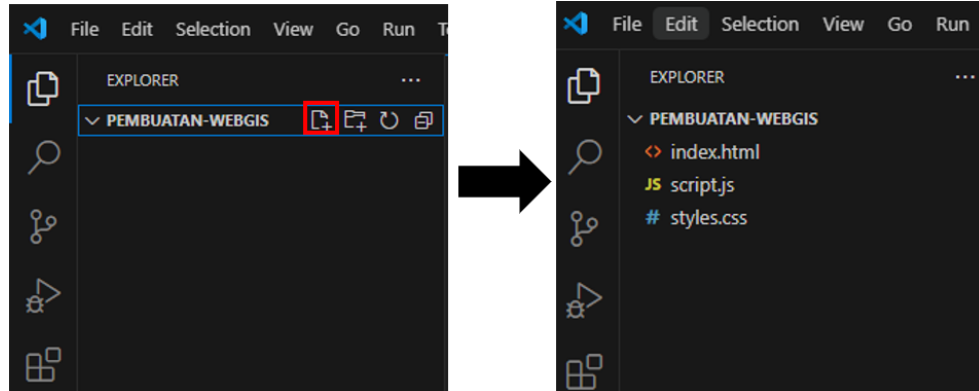 File Edit Selection View Go Run
EXPLORER
PEMBUATAN-WEBGIS
File Edit Selection View Go Run
EXPLORER
PEMBUATAN-WEBGIS
<> index.html
JS script.js
# styles.css